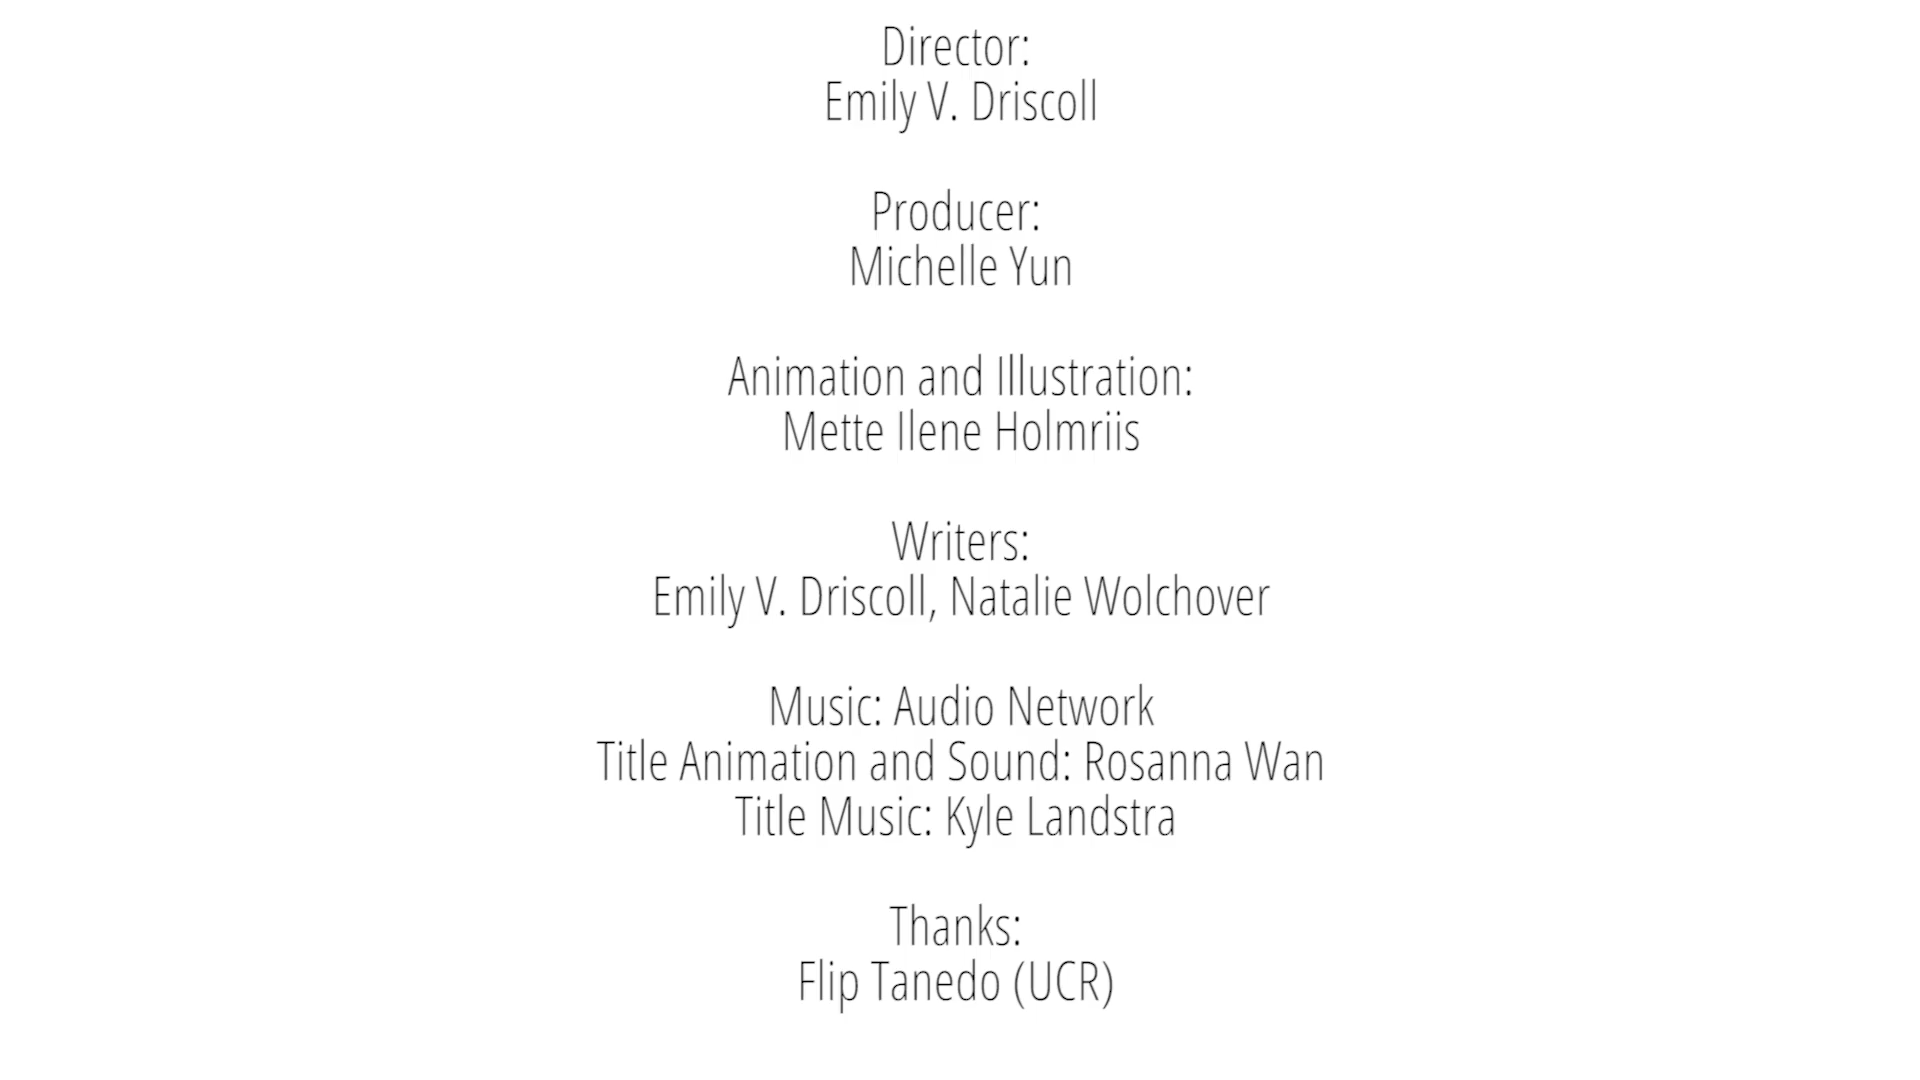 Director:
Emily V. Driscoll
Producer:
Michelle Yun
Animation and Illustration:
Mette Ilene Holmriis
Writers:
Emily V. Driscoll, Natalie Wolchover
Music: Audio Network
Title Animation and Sound: Rosanna Wan
Title Music: Kyle Landstra
Thanks:
Flip Tanedo (UCR)